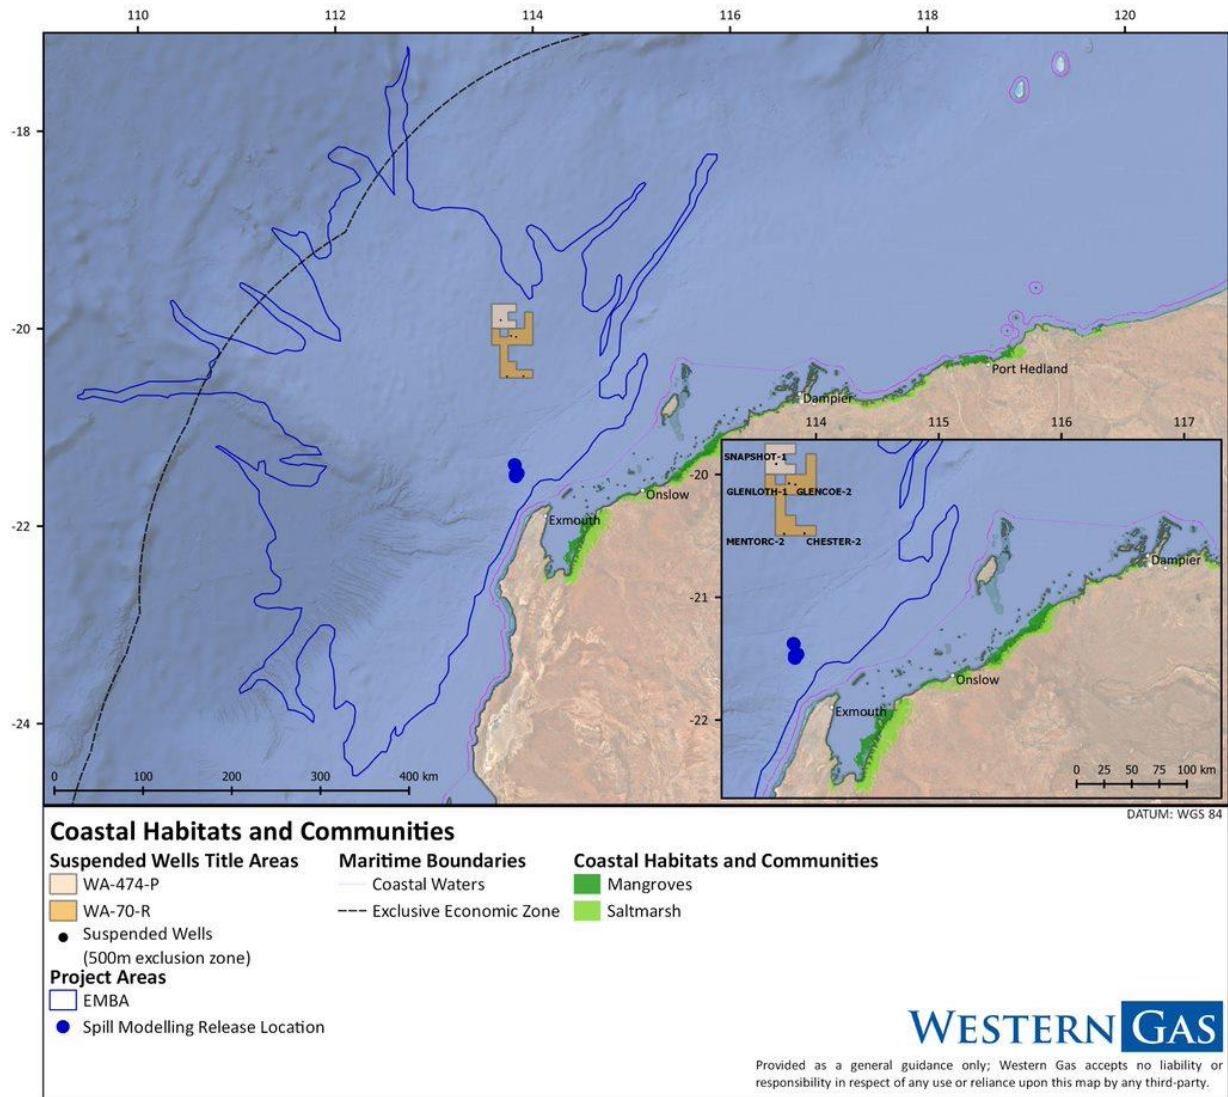 110 112 114 116 118 120
-18
-20
-22
-24
Port Hedland
Dampier
Onslow
Exmouth
0 100 200 300 400 km
114 115 116 117
-20
-21
-22
SNAPSHOT-1
GLENLOTH-1 GLENCOE-2
MENTORC-2 CHESTER-2
Dampier
Onslow
Exmouth
0 25 50 75 100 km
DATUM: WGS 84
Coastal Habitats and Communities
Suspended Wells Title Areas
WA-474-P
WA-70-R
Suspended Wells
(500m exclusion zone)
Project Areas
EMBA
Spill Modelling Release Location
Maritime Boundaries
Coastal Waters
Exclusive Economic Zone
Coastal Habitats and Communities
Mangroves
Saltmarsh
WESTERN GAS
Provided as a general guidance only; Western Gas accepts no liability or
responsibility in respect of any use or reliance upon this map by any third-party.